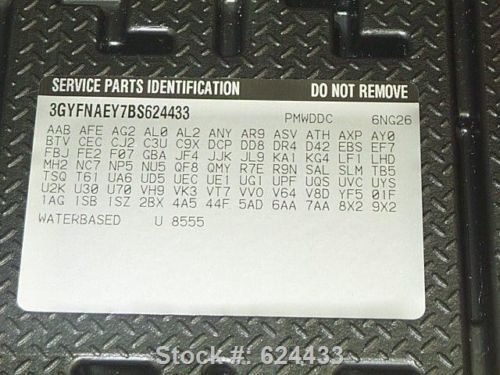 SERVICE PARTS IDENTIFICATION DO NOT REMOVE
3GYFNAEY7BS624433 PMWDDC 6NG26
AAB AFE AG2 AL0 AL2 ANY AR9 ASV ATH AXP AY0
BTV CEC CJ2 C3U C9X DCP DD8 DR4 D42 EBS EF7
FBJ FE2 F07 GBA JF4 JJK JL9 KA1 KG4 LF1 LHD
MH2 NC7 NP5 NU5 QF8 QMY R7E R9N SAL SLM TB5
TSQ T61 UA6 UD5 UEC UE1 UG1 UPF UQS UVC UYS
U2K U30 U70 VH9 VK3 VT7 VV0 V64 V8D YF5 01F
1AG 1SB 1SZ 2BX 4A5 44F 5AD 6AA 7AA 8X2 9X2
WATERBASED U 8555
Stock #: 624433